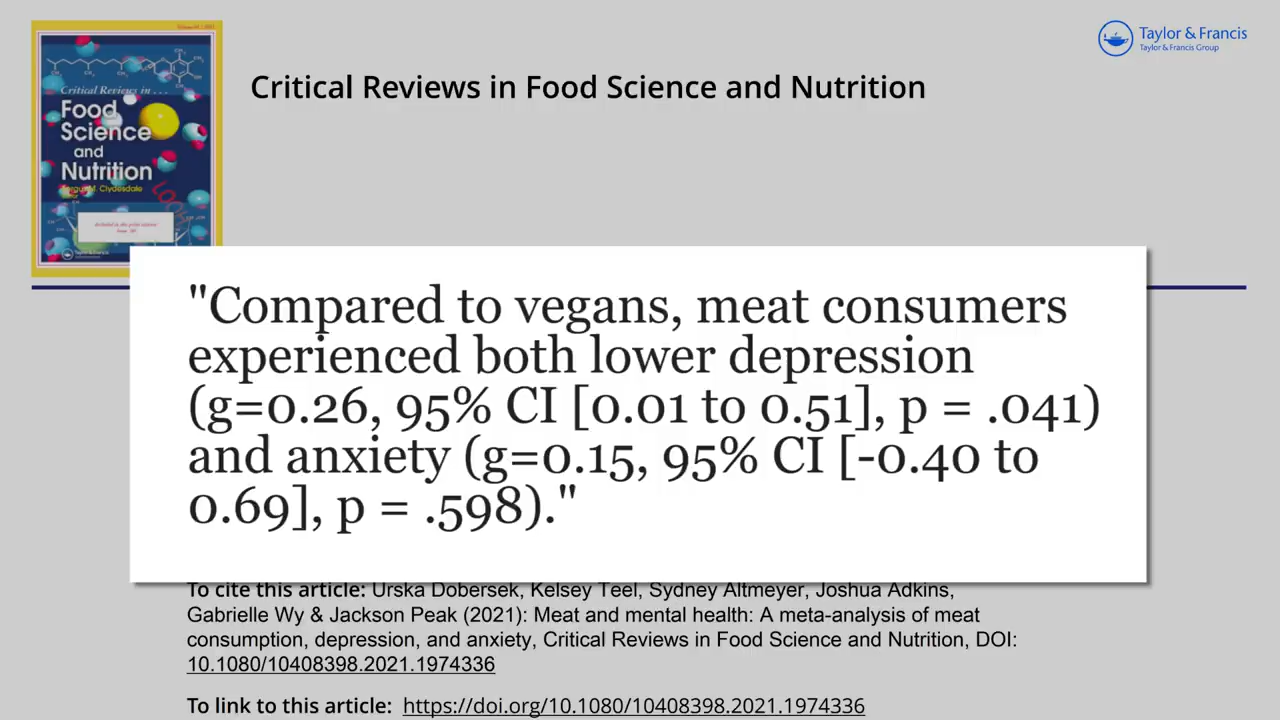 Taylor & Francis
Taylor & Francis Group
Critical Reviews in Food Science and Nutrition
Critical Reviews in . . .
Food
Science
and
Nutrition
Fergus M. Clydesdale
"Compared to vegans, meat consumers
experienced both lower depression
(g=0.26, 95% CI [0.01 to 0.51], p = .041)
and anxiety (g=0.15, 95% CI [-0.40 to
0.69], p = .598)."
To cite this article: Urska Dobersek, Kelsey Teel, Sydney Altmeyer, Joshua Adkins,
Gabrielle Wy & Jackson Peak (2021): Meat and mental health: A meta-analysis of meat
consumption, depression, and anxiety, Critical Reviews in Food Science and Nutrition, DOI:
10.1080/10408398.2021.1974336
To link to this article: https://doi.org/10.1080/10408398.2021.1974336